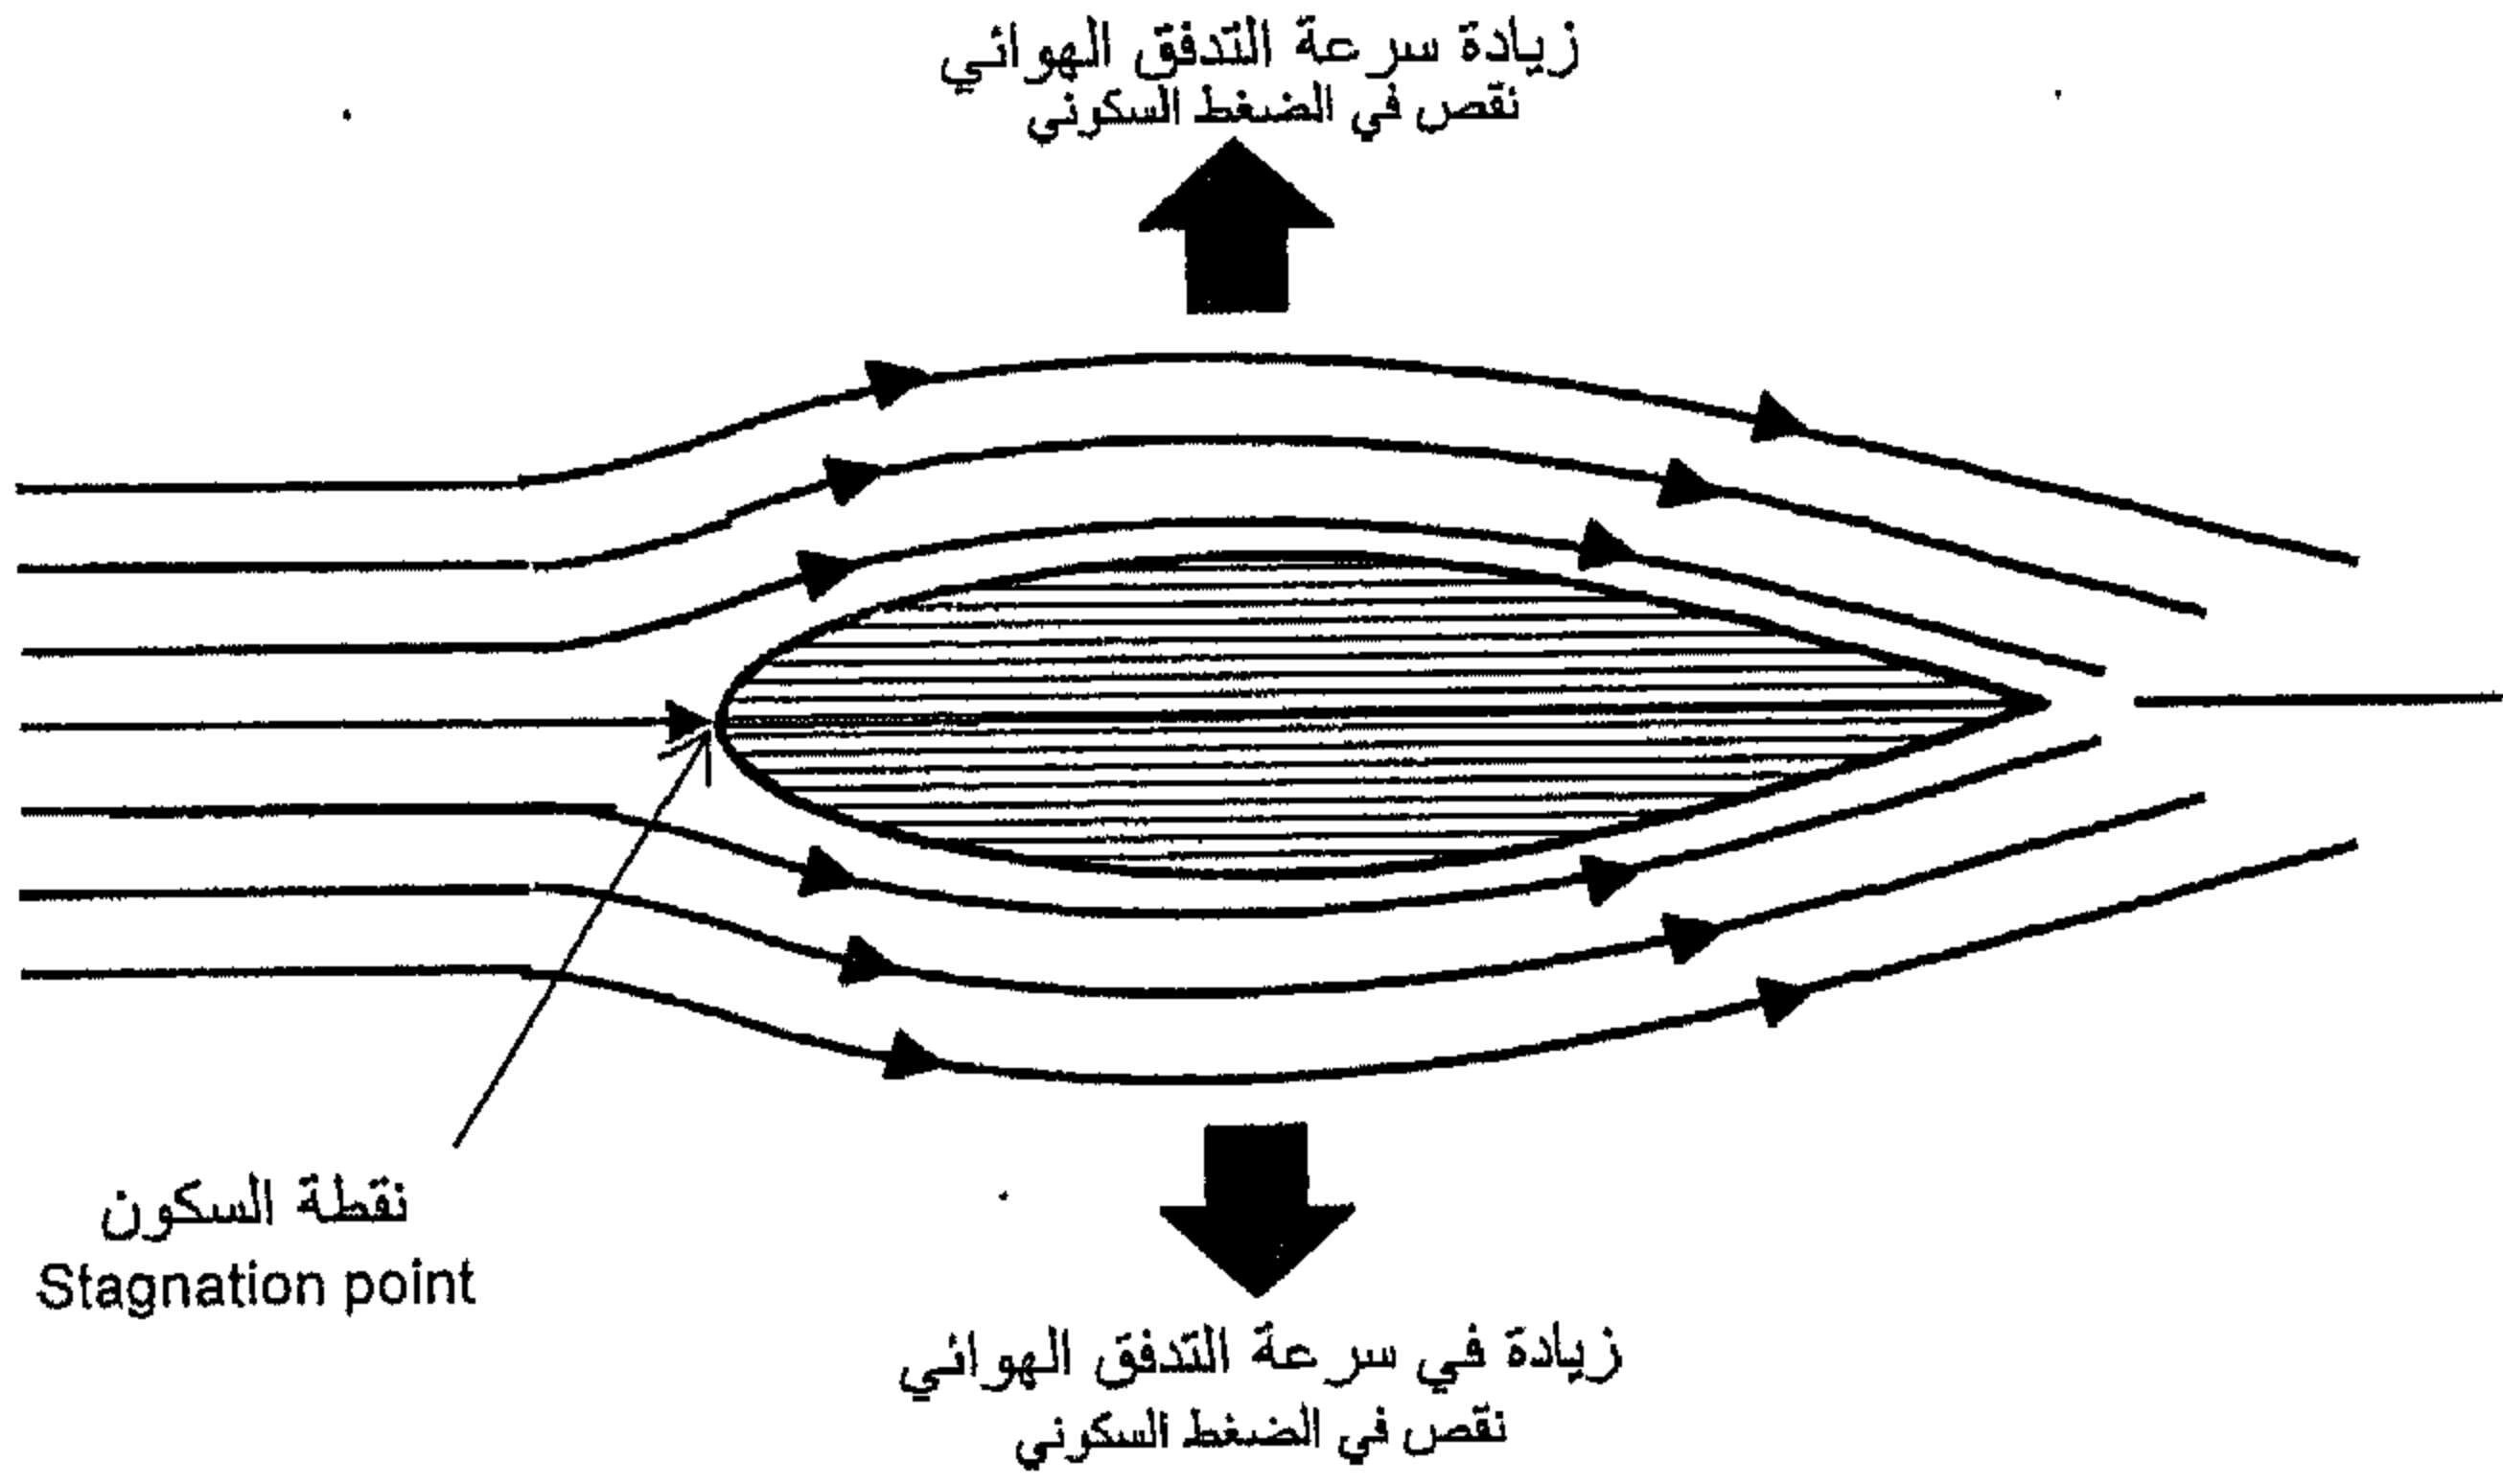 زيادة سرعة التدفق الهوائي
نقص في الضغط السكوني
نقطة السكون
Stagnation point
زيادة في سرعة التدفق الهوائي
نقص في الضغط السكوني